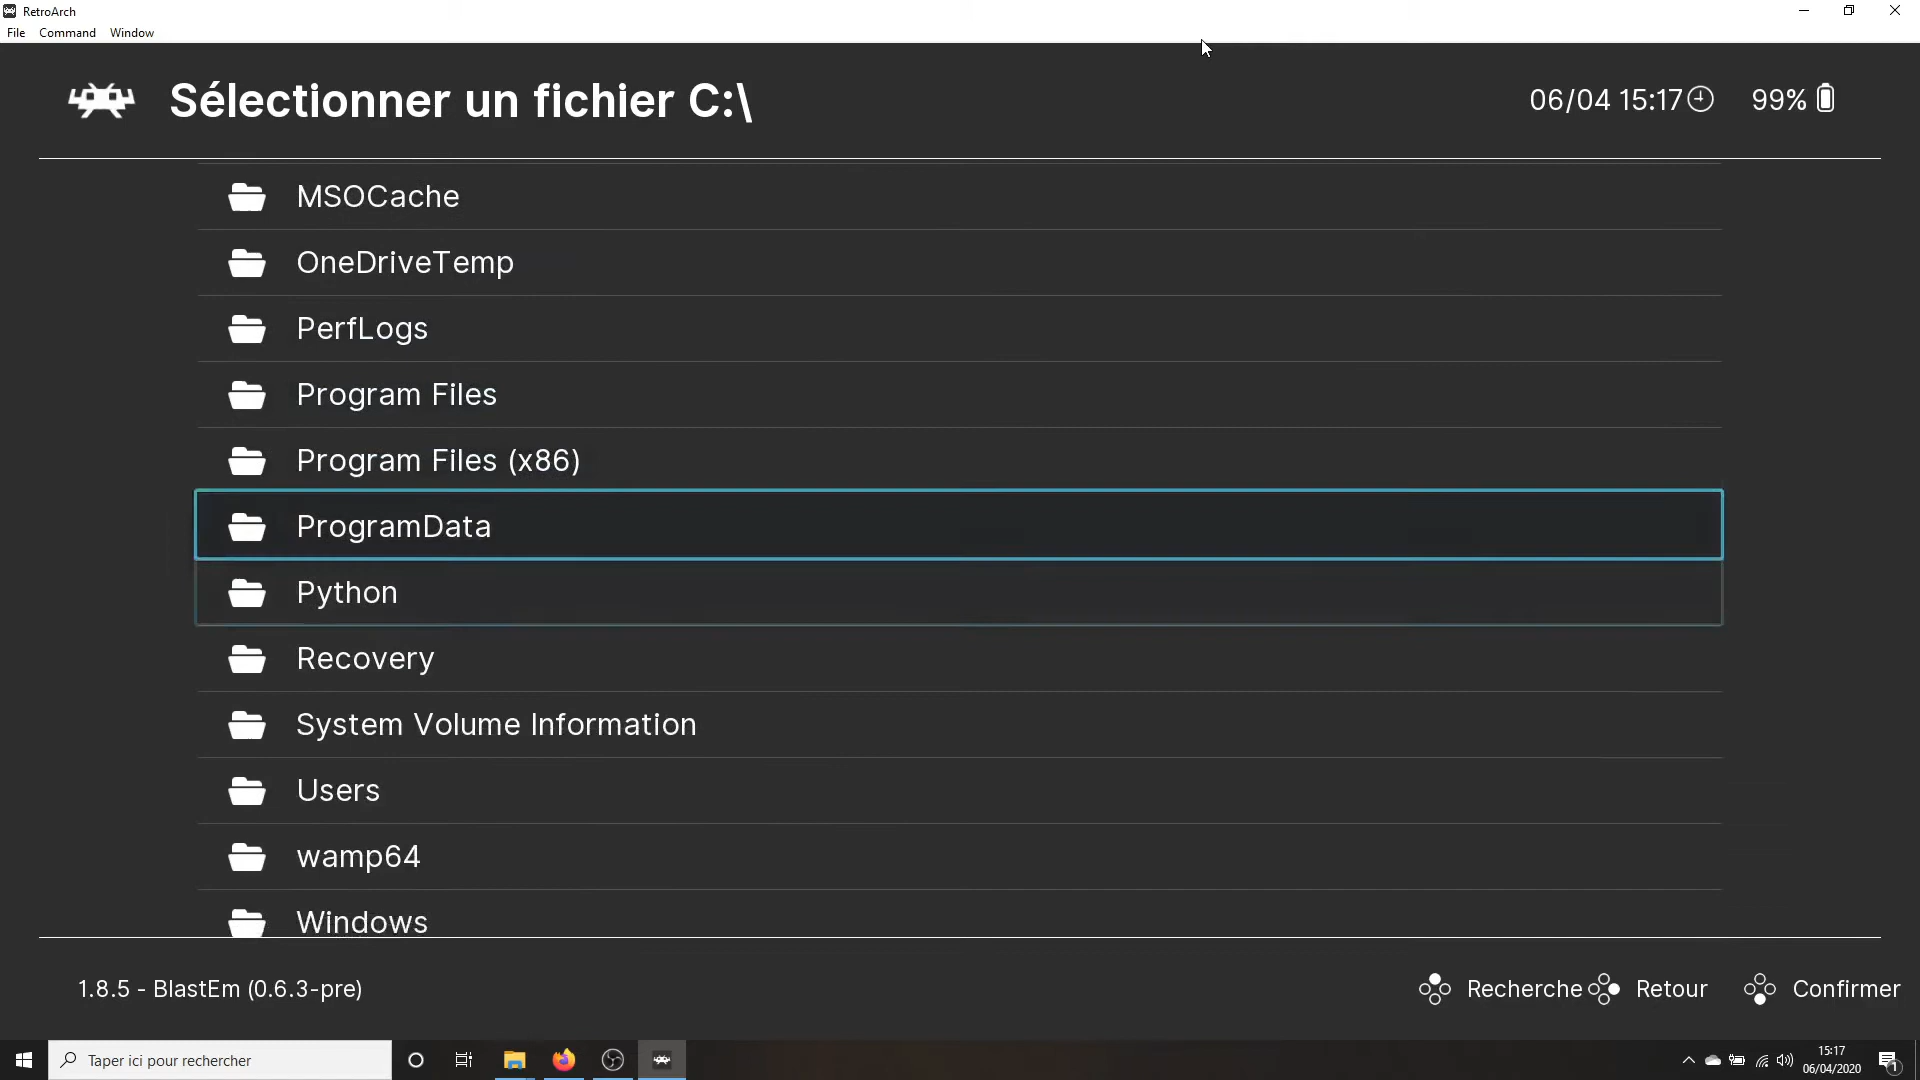 RetroArch
File Command Window
Sélectionner un fichier C:\
06/04 15:17 99%
MSOCache
OneDriveTemp
PerfLogs
Program Files
Program Files (x86)
ProgramData
Python
Recovery
System Volume Information
Users
wamp64
Windows
1.8.5 - BlastEm (0.6.3-pre)
Recherche Retour Confirmer
Taper ici pour rechercher
15:17
06/04/2020
1